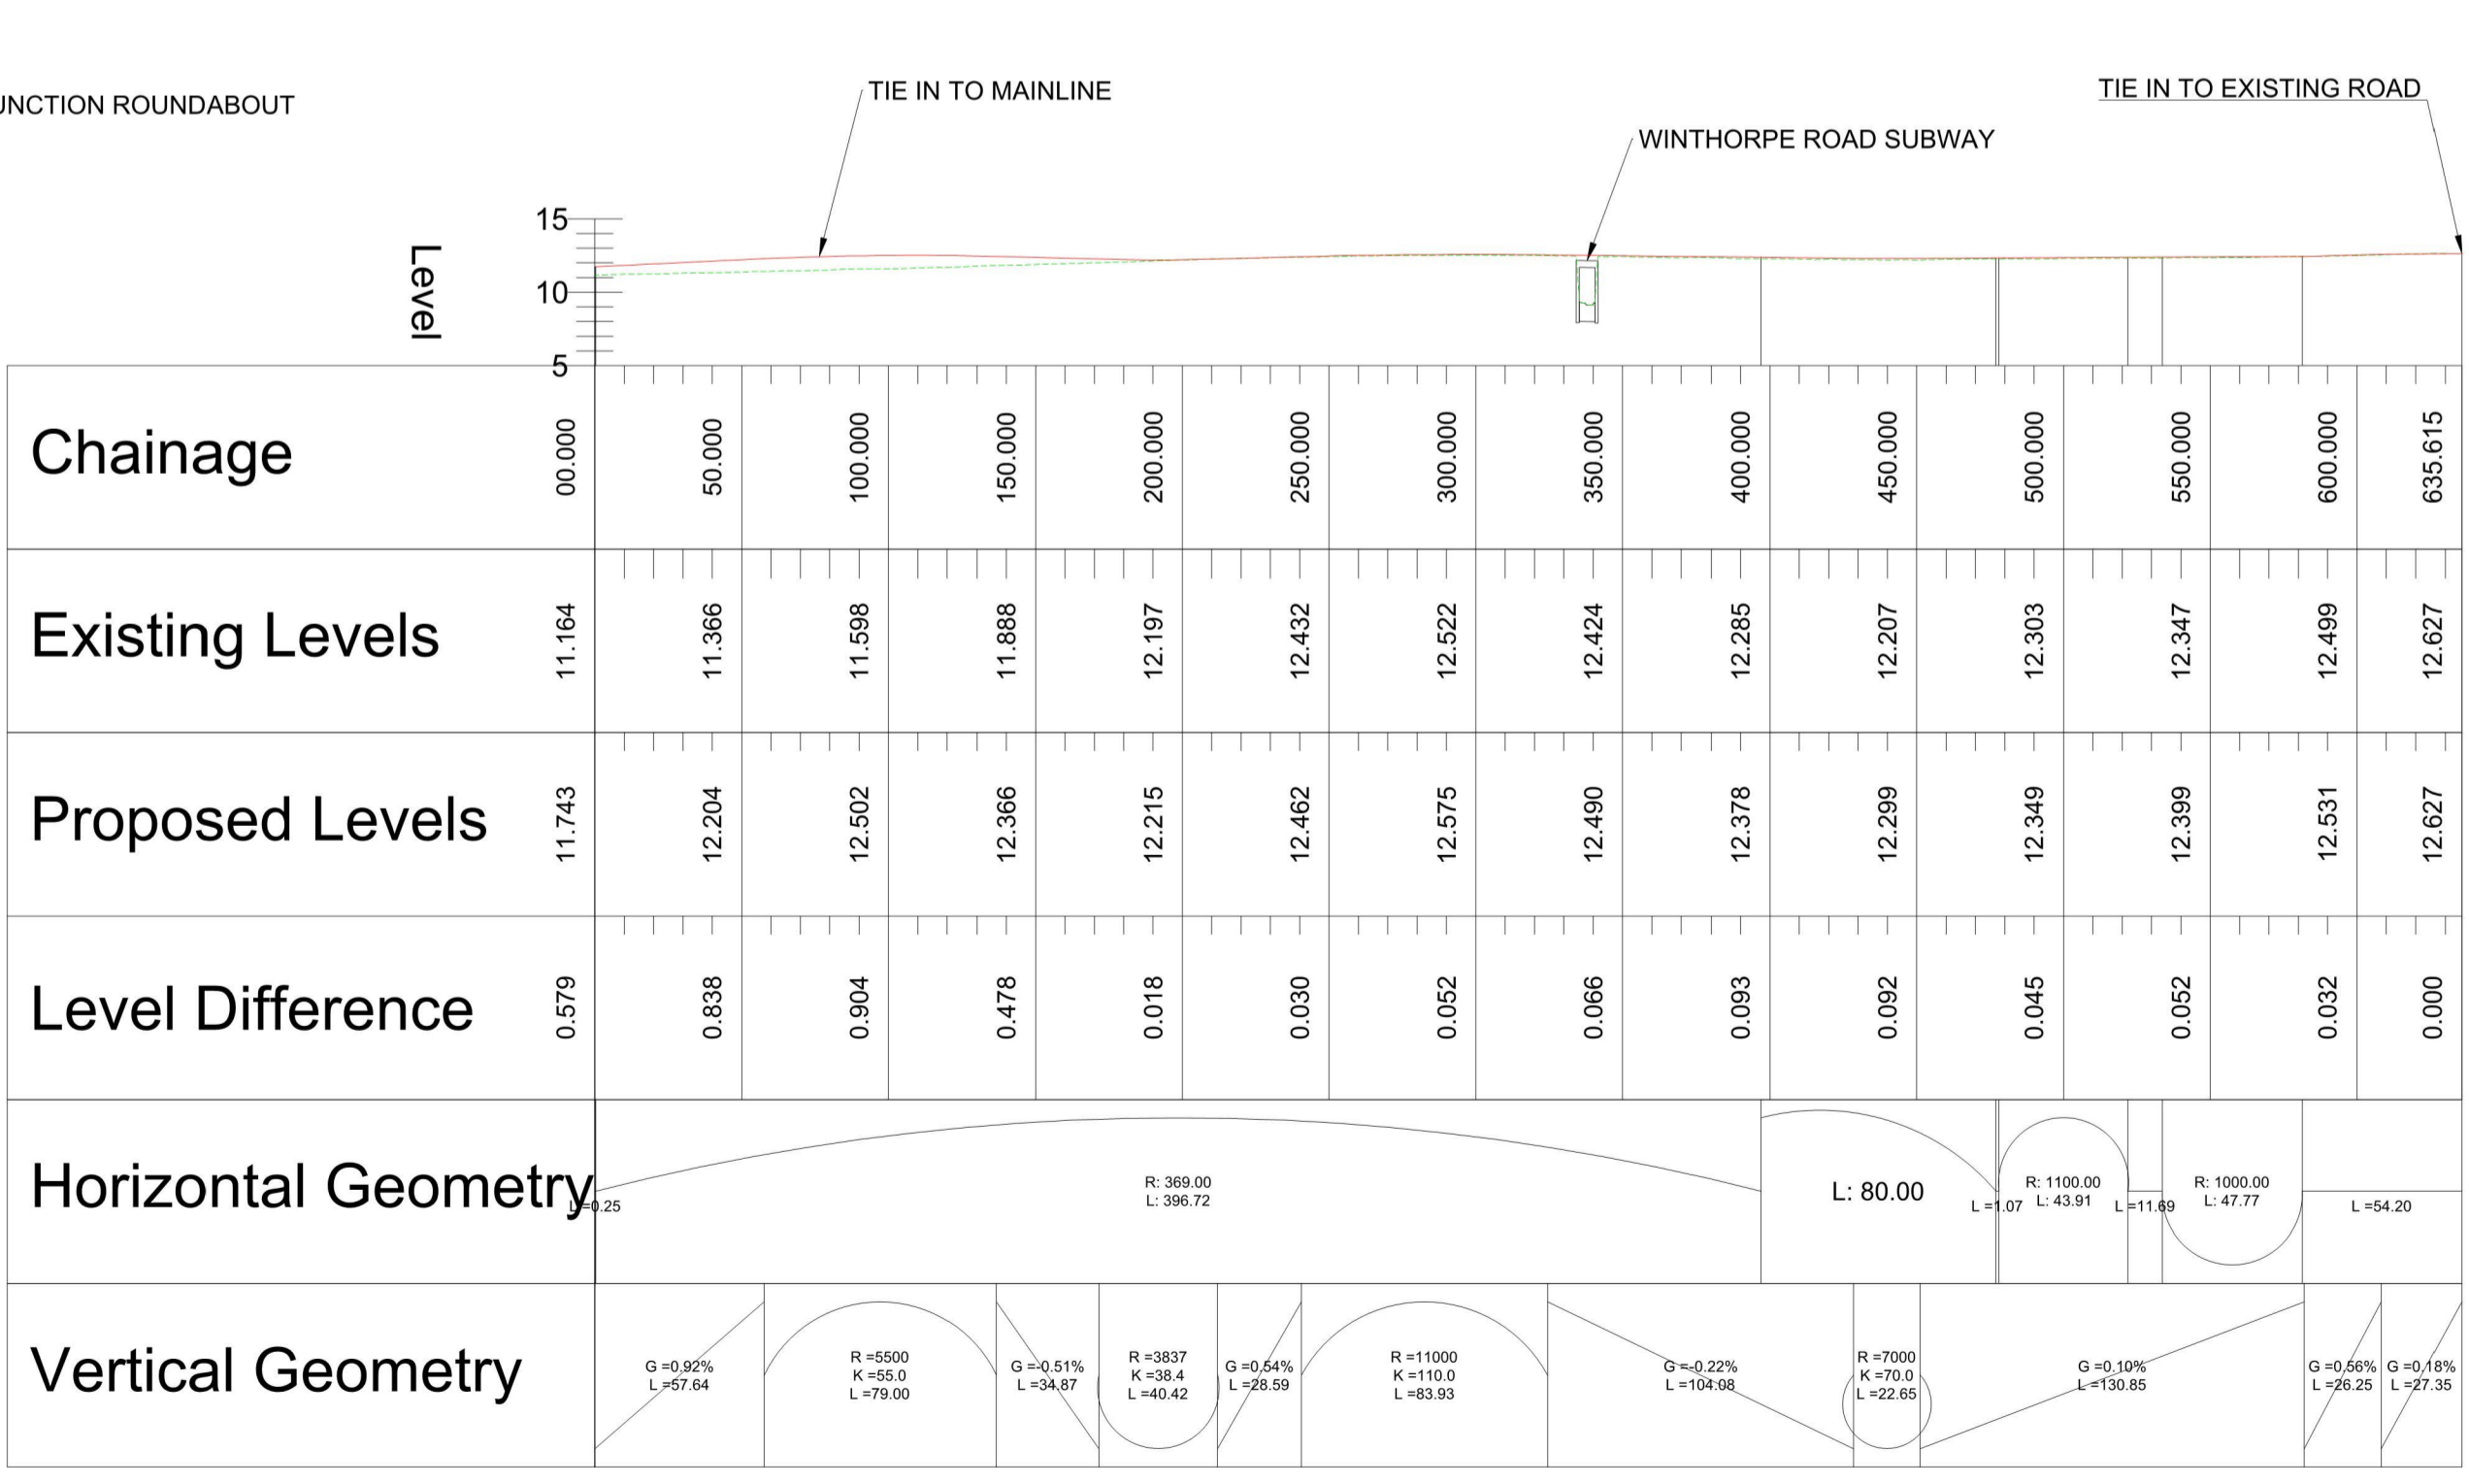 UNCTION ROUNDABOUT
TIE IN TO MAINLINE
TIE IN TO EXISTING ROAD
WINTHORPE ROAD SUBWAY
Level
15
10
5
Chainage 00.000 50.000 100.000 150.000 200.000 250.000 300.000 350.000 400.000 450.000 500.000 550.000 600.000 635.615
Existing Levels 11.164 11.366 11.598 11.888 12.197 12.432 12.522 12.424 12.285 12.207 12.303 12.347 12.499 12.627
Proposed Levels 11.743 12.204 12.502 12.366 12.215 12.462 12.575 12.490 12.378 12.299 12.349 12.399 12.531 12.627
Level Difference 0.579 0.838 0.904 0.478 0.018 0.030 0.052 0.066 0.093 0.092 0.045 0.052 0.032 0.000
Horizontal Geometry
L =0.25
R: 369.00
L: 396.72
L: 80.00
L =1.07
R: 1100.00
L: 43.91
L =11.69
R: 1000.00
L: 47.77
L =54.20
Vertical Geometry
G =0.92%
L =57.64
R =5500
K =55.0
L =79.00
G =-0.51%
L =34.87
R =3837
K =38.4
L =40.42
G =0.54%
L =28.59
R =11000
K =110.0
L =83.93
G =-0.22%
L =104.08
R =7000
K =70.0
L =22.65
G =0.10%
L =130.85
G =0.56%
L =26.25
G =0.18%
L =27.35